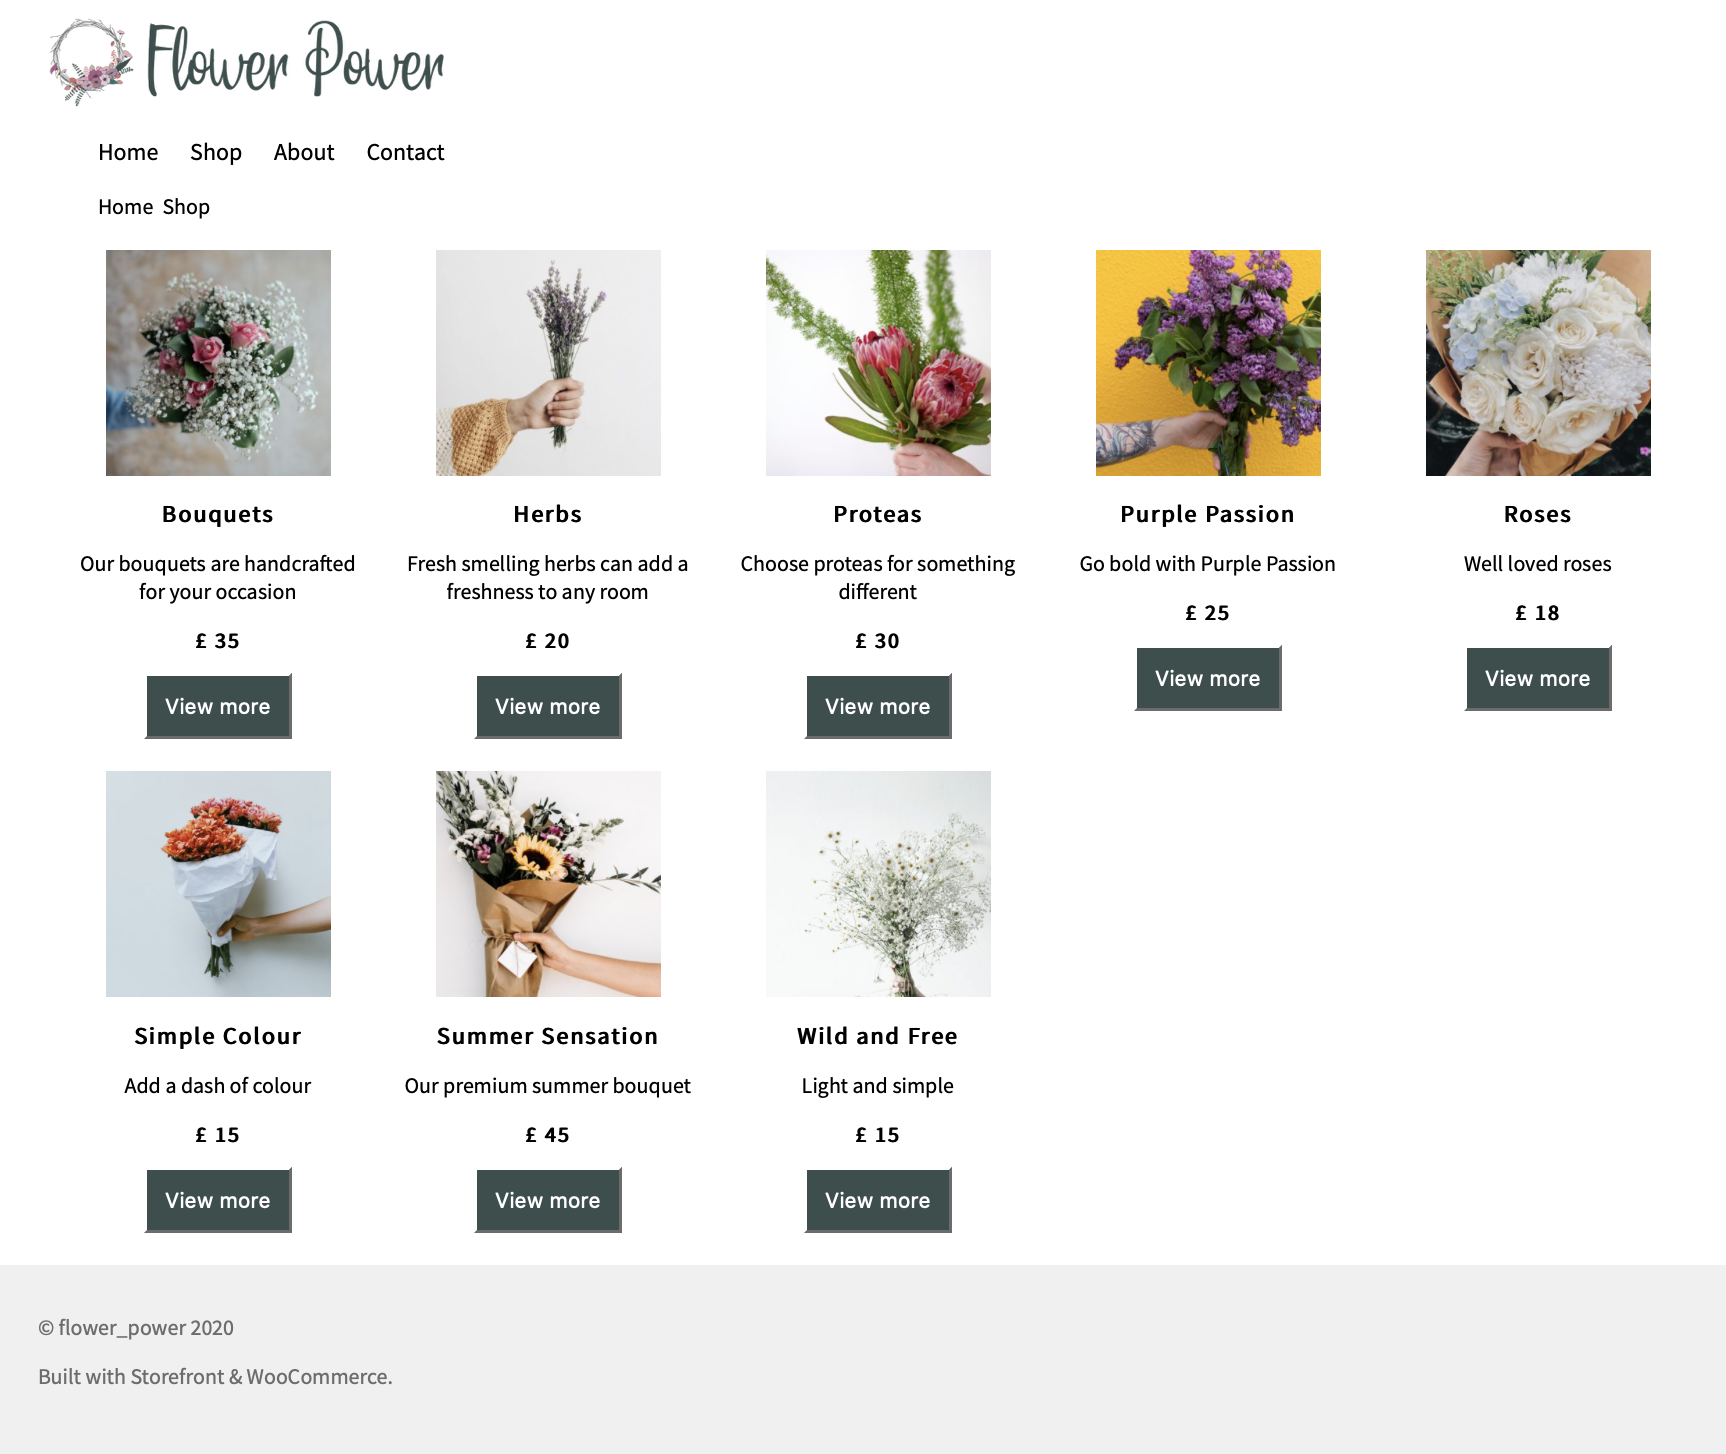 Flower Power
Home Shop About Contact
Home Shop
Bouquets
Our bouquets are handcrafted
for your occasion
£ 35
View more
Herbs
Fresh smelling herbs can add a
freshness to any room
£ 20
View more
Proteas
Choose proteas for something
different
£ 30
View more
Purple Passion
Go bold with Purple Passion
£ 25
View more
Roses
Well loved roses
£ 18
View more
Simple Colour
Add a dash of colour
£ 15
View more
Summer Sensation
Our premium summer bouquet
£ 45
View more
Wild and Free
Light and simple
£ 15
View more
© flower_power 2020
Built with Storefront & WooCommerce.